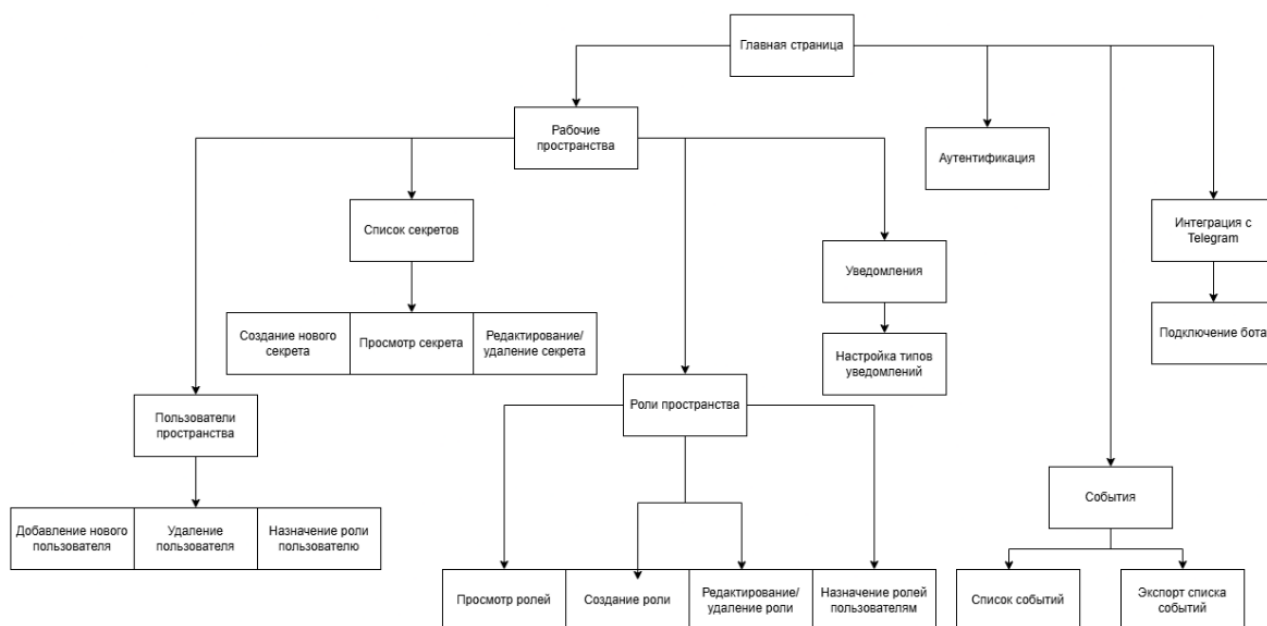 Главная страница
Рабочие
пространства
Аутентификация
Список секретов
Интеграция с
Telegram
Уведомления
Создание нового
секрета
Просмотр секрета
Редактирование/
удаление секрета
Подключение бота
Настройка типов
уведомлений
Роли пространства
Пользователи
пространства
События
Добавление нового
пользователя
Удаление
пользователя
Назначение роли
пользователю
Просмотр ролей
Создание роли
Редактирование/
удаление роли
Назначение ролей
пользователям
Список событий
Экспорт списка
событий